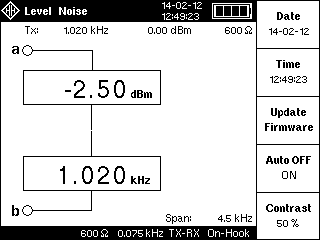 Level Noise
14-02-12
12:49:23
Tx: 1.020 kHz 0.00 dBm 600 Ω
a
-2.50 dBm
1.020 kHz
b
Span: 4.5 kHz
600 Ω 0.075 kHz TX-RX On-Hook
Date
14-02-12
Time
12:49:23
Update
Firmware
Auto OFF
ON
Contrast
50 %